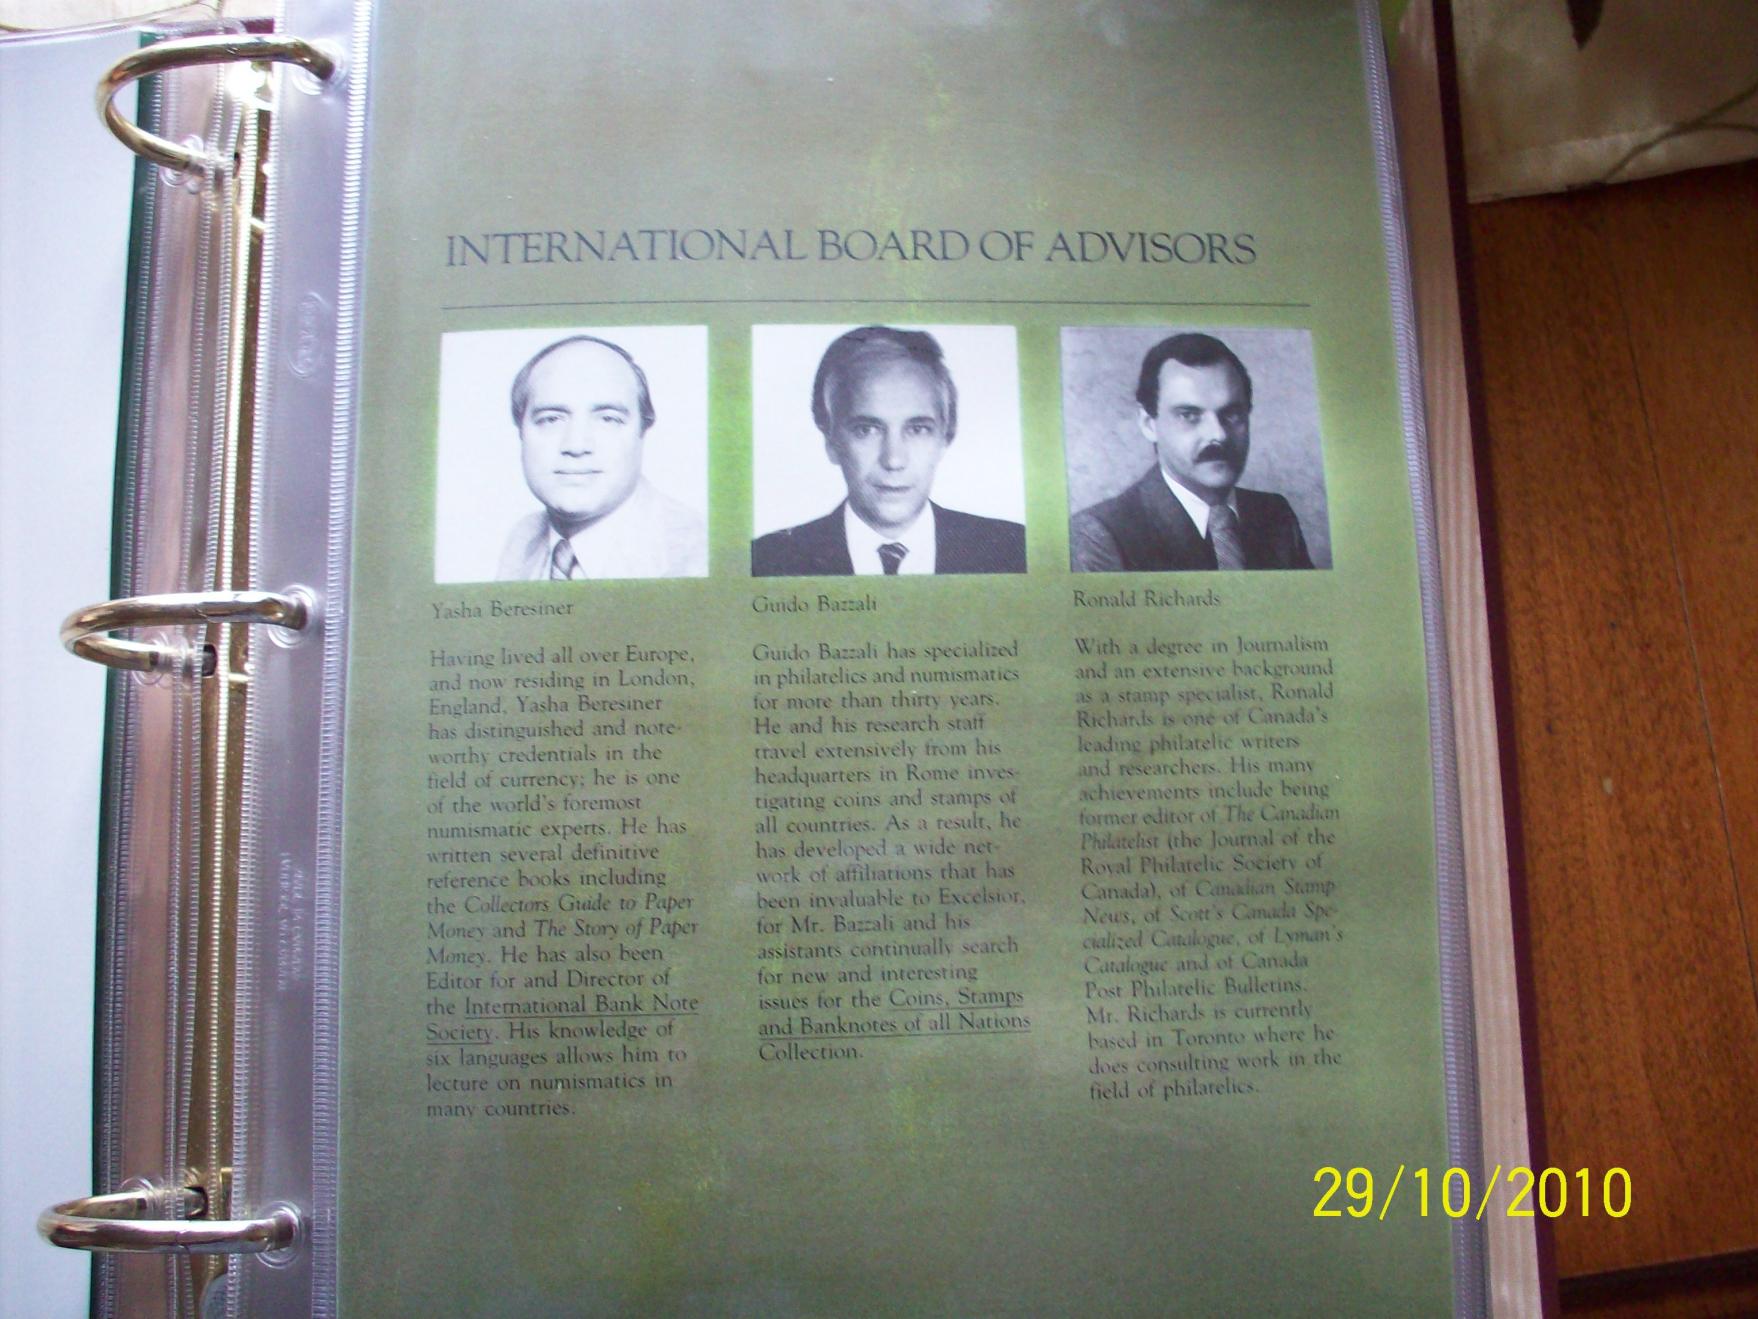 INTERNATIONAL BOARD OF ADVISORS
Yasha Beresiner
Having lived all over Europe,
and now residing in London,
England, Yasha Beresiner
has distinguished and note-
worthy credentials in the
field of currency; he is one
of the world's foremost
numismatic experts. He has
written several definitive
reference books including
the Collectors Guide to Paper
Money and The Story of Paper
Money. He has also been
Editor for and Director of
the International Bank Note
Society. His knowledge of
six languages allows him to
lecture on numismatics in
many countries.
Guido Bazzali
Guido Bazzali has specialized
in philatelics and numismatics
for more than thirty years.
He and his research staff
travel extensively from his
headquarters in Rome inves-
tigating coins and stamps of
all countries. As a result, he
has developed a wide net-
work of affiliations that has
been invaluable to Excelsior,
for Mr. Bazzali and his
assistants continually search
for new and interesting
issues for the Coins, Stamps
and Banknotes of all Nations
Collection.
Ronald Richards
With a degree in Journalism
and an extensive background
as a stamp specialist, Ronald
Richards is one of Canada's
leading philatelic writers
and researchers. His many
achievements include being
former editor of The Canadian
Philatelist (the Journal of the
Royal Philatelic Society of
Canada), of Canadian Stamp
News, of Scott's Canada Spe-
cialized Catalogue, of Lyman's
Catalogue and of Canada
Post Philatelic Bulletins.
Mr. Richards is currently
based in Toronto where he
does consulting work in the
field of philatelics.
29/10/2010